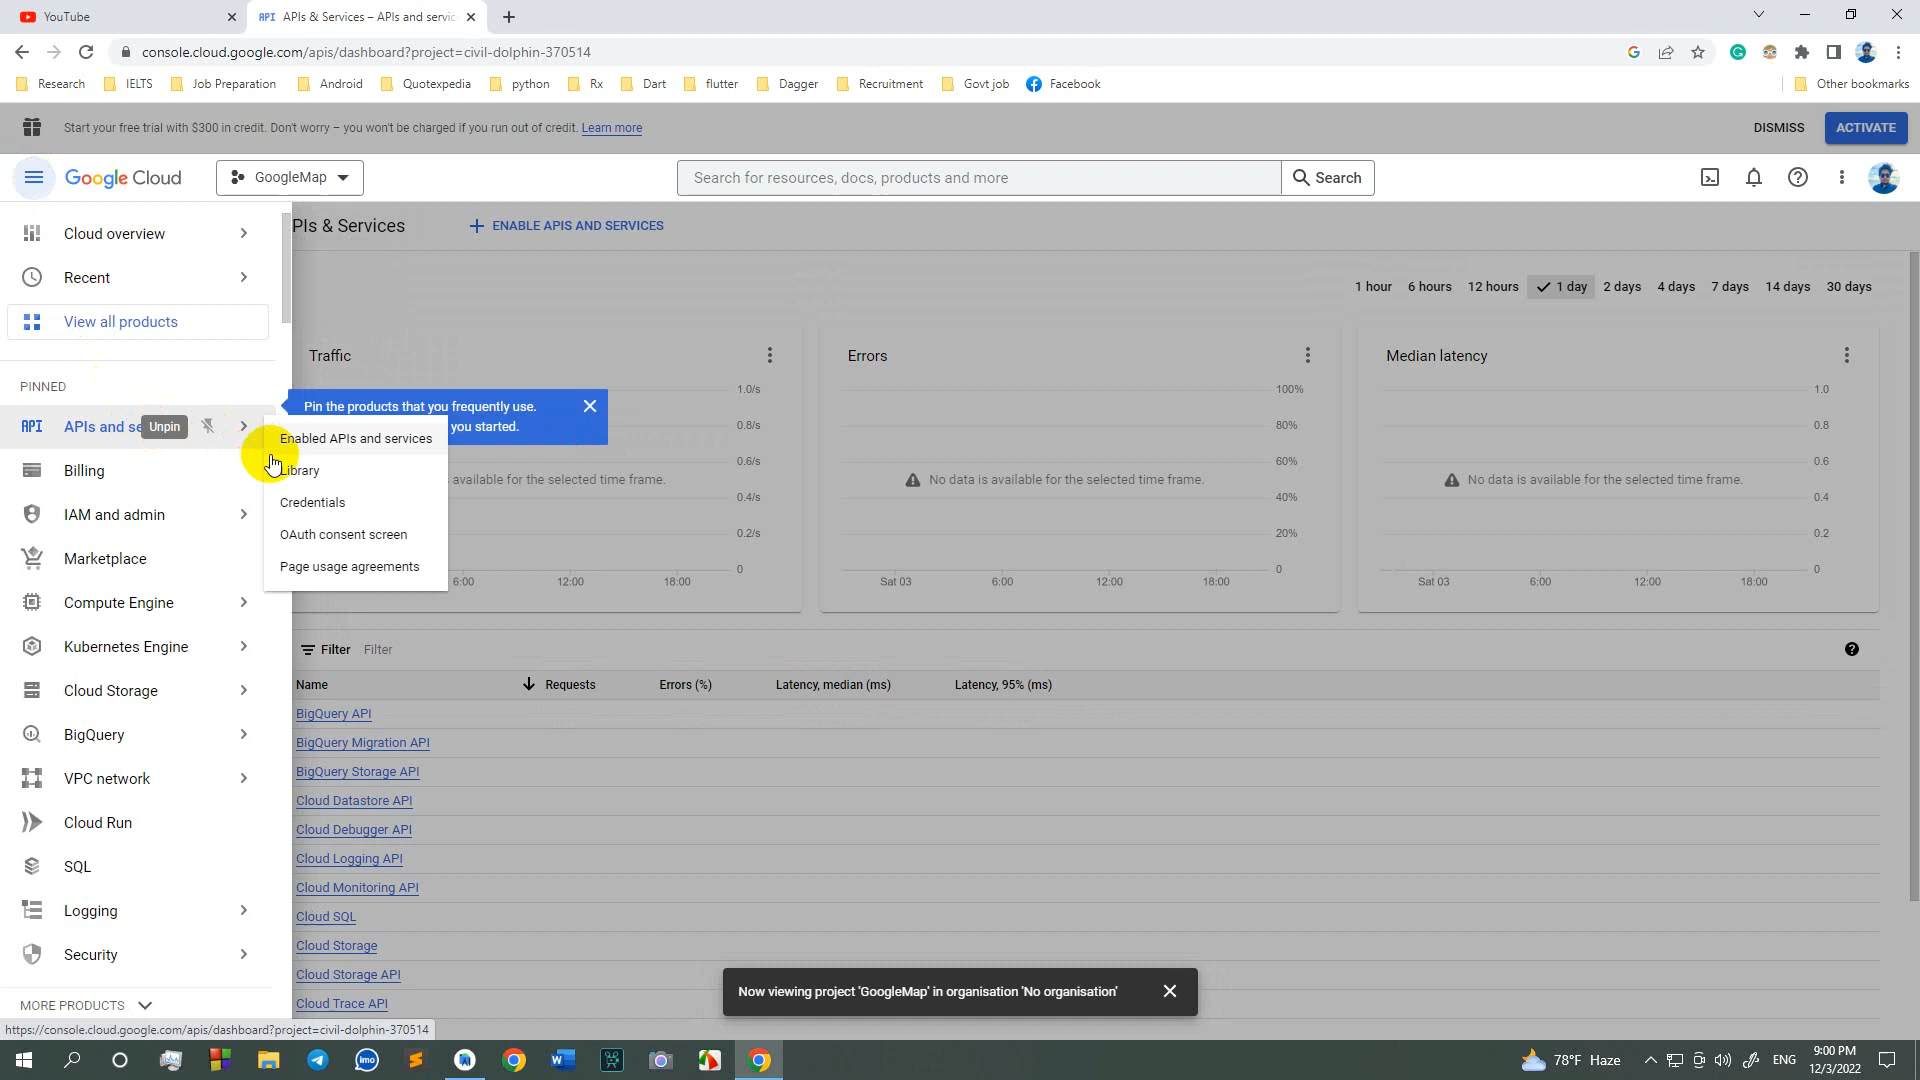 YouTube
API APIs & Services – APIs and servic
console.cloud.google.com/apis/dashboard?project=civil-dolphin-370514
Research IELTS Job Preparation Android Quotexpedia python Rx Dart flutter Dagger Recruitment Govt job Facebook Other bookmarks
Start your free trial with $300 in credit. Don't worry – you won't be charged if you run out of credit. Learn more
DISMISS
ACTIVATE
Google Cloud
GoogleMap
Search for resources, docs, products and more
Search
Cloud overview
Recent
View all products
PINNED
API APIs and se
Unpin
Billing
IAM and admin
Marketplace
Compute Engine
Kubernetes Engine
Cloud Storage
BigQuery
VPC network
Cloud Run
SQL
Logging
Security
MORE PRODUCTS
https://console.cloud.google.com/apis/dashboard?project=civil-dolphin-370514
Pin the products that you frequently use.
you started.
Enabled APIs and services
Library
Credentials
OAuth consent screen
Page usage agreements
PIs & Services
ENABLE APIS AND SERVICES
1 hour 6 hours 12 hours 1 day 2 days 4 days 7 days 14 days 30 days
Traffic
1.0/s
0.8/s
0.6/s
available for the selected time frame.
0.4/s
0.2/s
0
6:00 12:00 18:00
Errors
100%
80%
60%
No data is available for the selected time frame.
40%
20%
0
Sat 03 6:00 12:00 18:00
Median latency
1.0
0.8
0.6
No data is available for the selected time frame.
0.4
0.2
0
Sat 03 6:00 12:00 18:00
Filter Filter
Name Requests Errors (%) Latency, median (ms) Latency, 95% (ms)
BigQuery API
BigQuery Migration API
BigQuery Storage API
Cloud Datastore API
Cloud Debugger API
Cloud Logging API
Cloud Monitoring API
Cloud SQL
Cloud Storage
Cloud Storage API
Cloud Trace API
Now viewing project 'GoogleMap' in organisation 'No organisation'
imo
78°F Haze
ENG
9:00 PM
12/3/2022